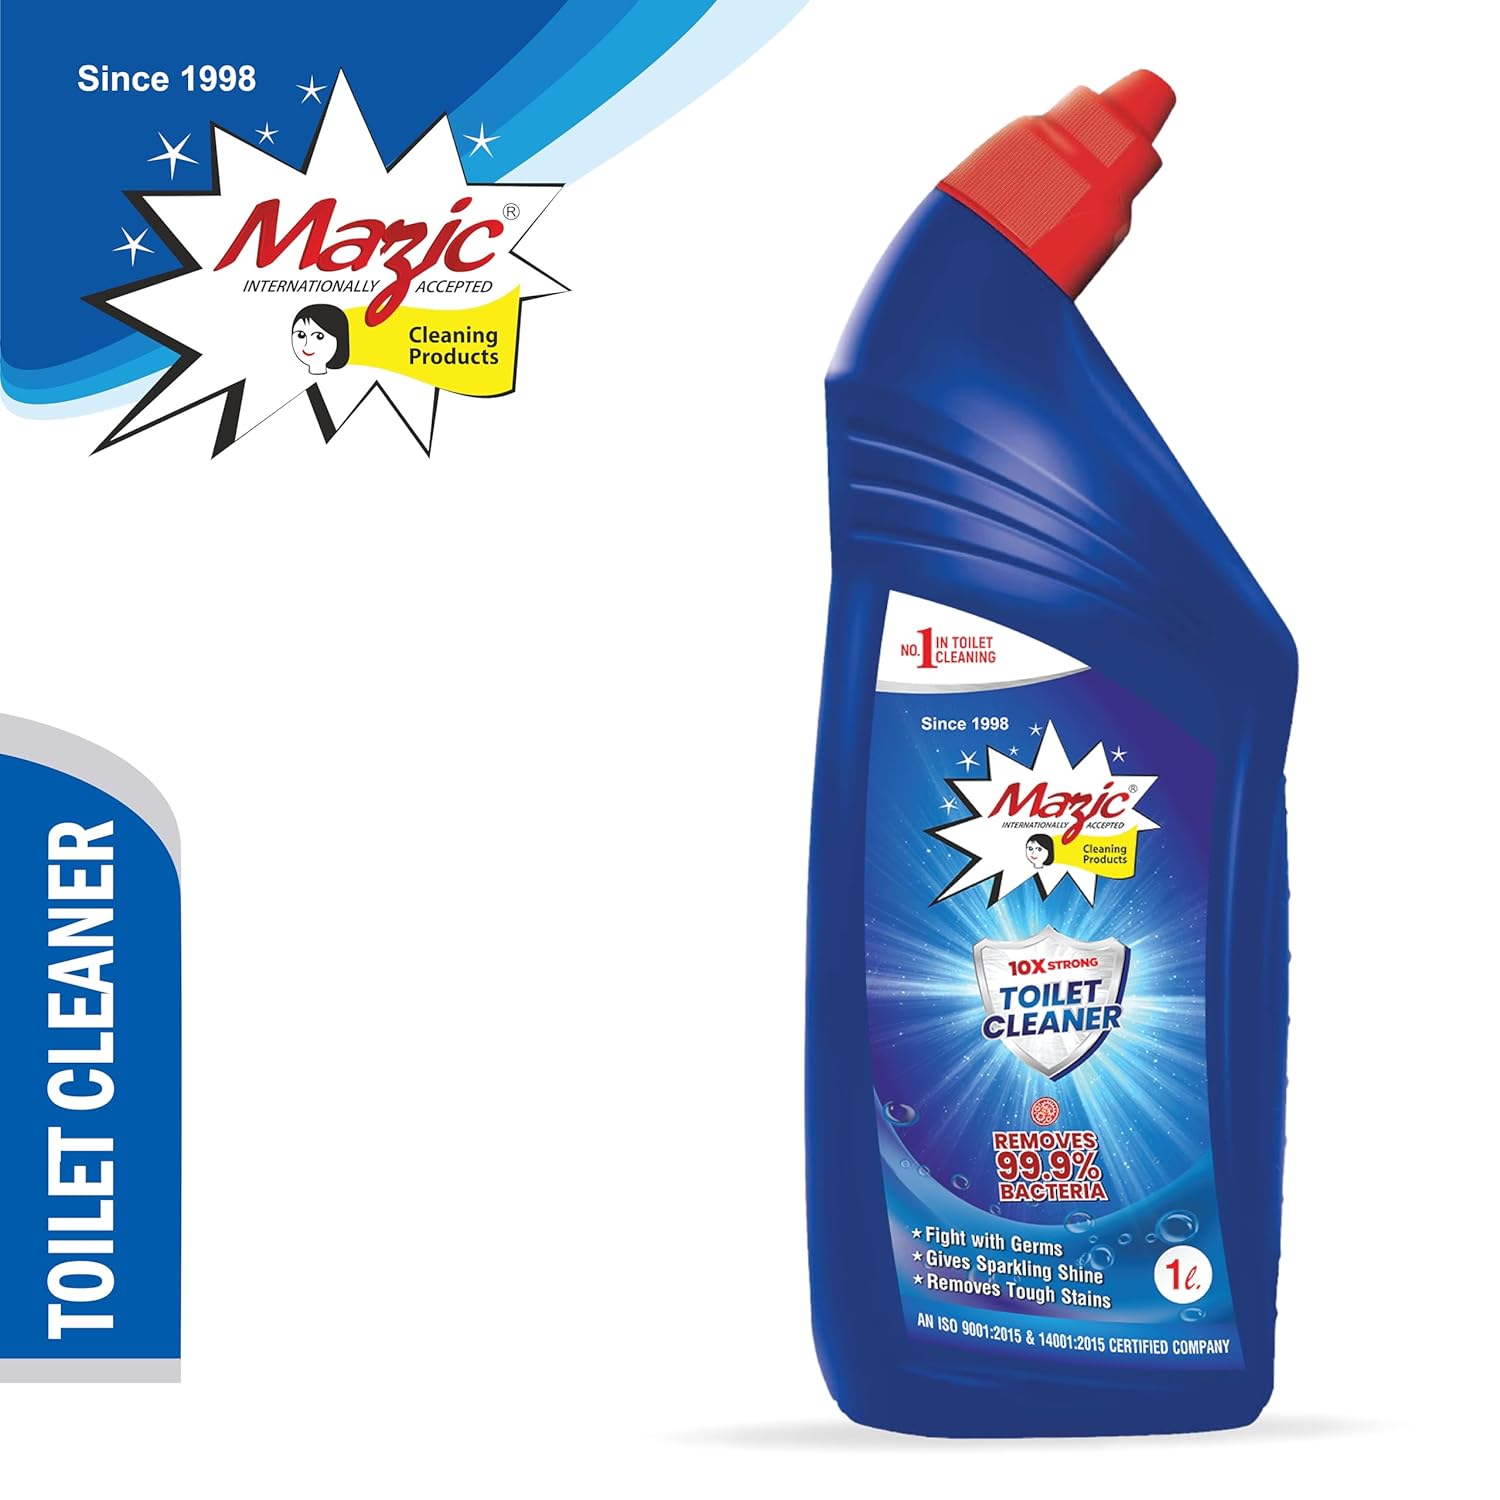 Since 1998
Mazic®
INTERNATIONALLY ACCEPTED
Cleaning
Products
TOILET CLEANER
NO. 1 IN TOILET
CLEANING
Since 1998
Mazic®
INTERNATIONALLY ACCEPTED
Cleaning
Products
10X STRONG
TOILET
CLEANER
REMOVES
99.9%
BACTERIA
★ Fight with Germs
★ Gives Sparkling Shine
★ Removes Tough Stains
1 ℓ.
AN ISO 9001:2015 & 14001:2015 CERTIFIED COMPANY